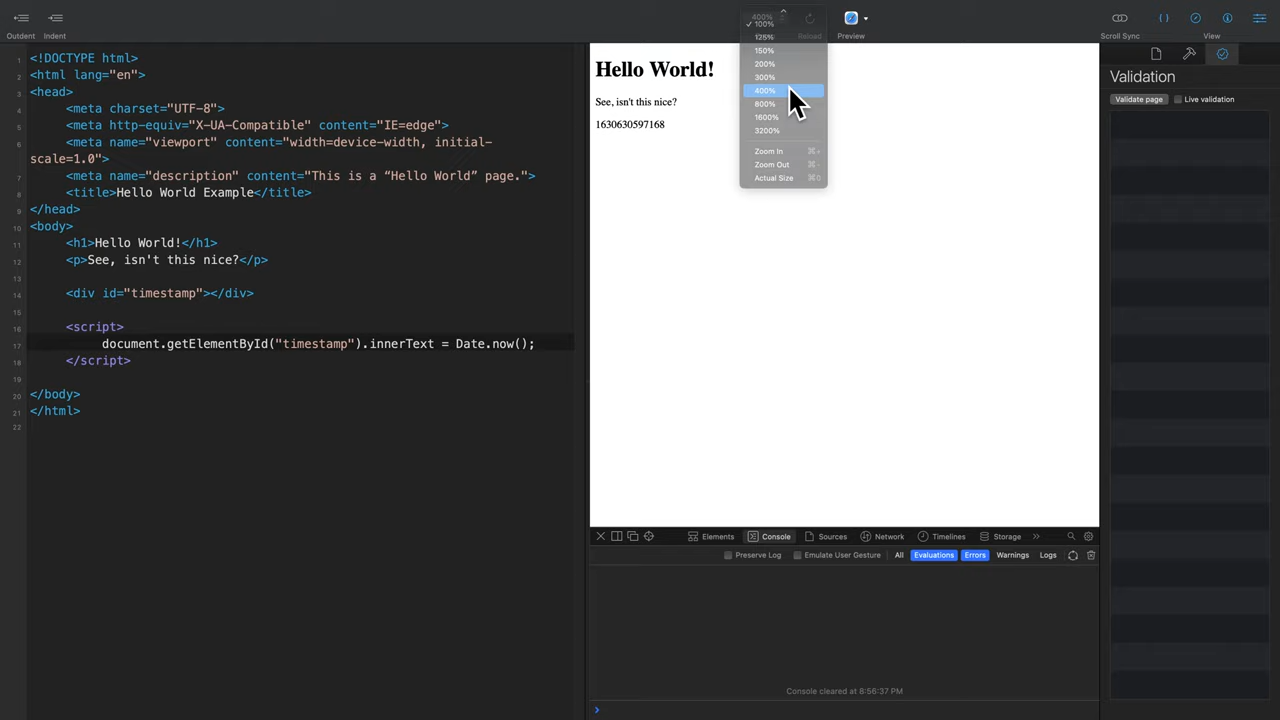 Outdent
Indent
400%
Reload
Preview
Scroll Sync
View
✓ 100%
125%
150%
200%
300%
400%
800%
1600%
3200%
Zoom In ⌘+
Zoom Out ⌘-
Actual Size ⌘0
1 <!DOCTYPE html>
2 <html lang="en">
3 <head>
4 <meta charset="UTF-8">
5 <meta http-equiv="X-UA-Compatible" content="IE=edge">
6 <meta name="viewport" content="width=device-width, initial-
scale=1.0">
7 <meta name="description" content="This is a “Hello World” page.">
8 <title>Hello World Example</title>
9 </head>
10 <body>
11 <h1>Hello World!</h1>
12 <p>See, isn't this nice?</p>
13
14 <div id="timestamp"></div>
15
16 <script>
17 document.getElementById("timestamp").innerText = Date.now();
18 </script>
19
20 </body>
21 </html>
22
Hello World!
See, isn't this nice?
1630630597168
Validation
Validate page Live validation
Elements Console Sources Network Timelines Storage
Preserve Log Emulate User Gesture All Evaluations Errors Warnings Logs
Console cleared at 8:56:37 PM